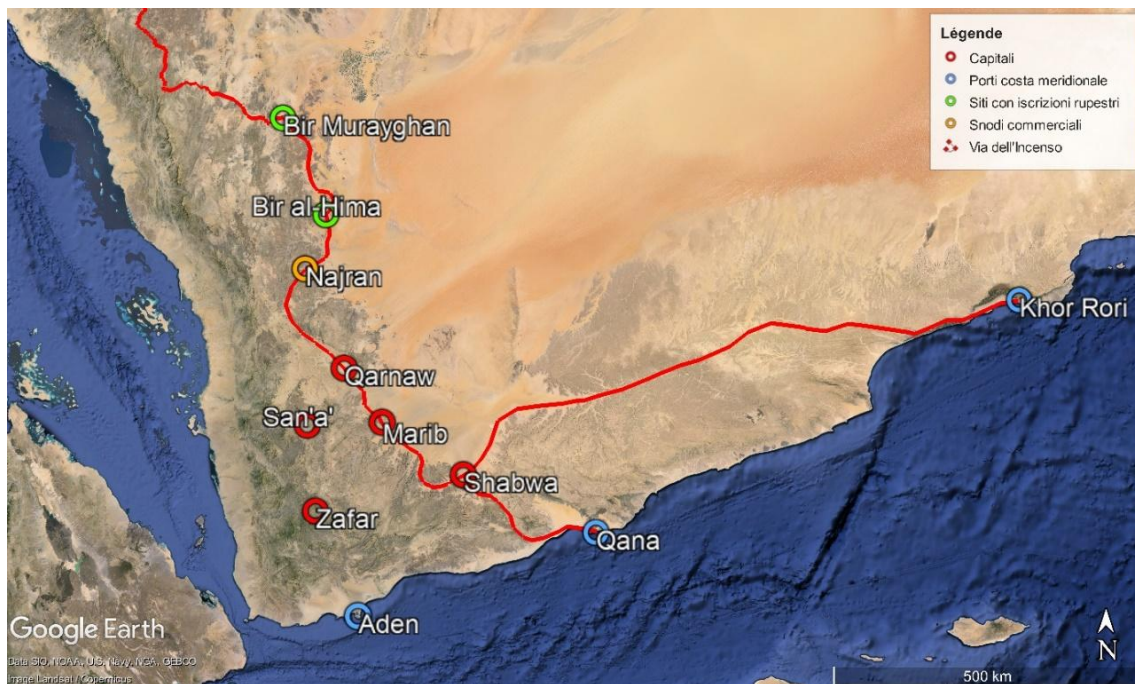 Légende
Capitali
Porti costa meridionale
Siti con iscrizioni rupestri
Snodi commerciali
Via dell'Incenso
Bir Murayghan
Bir al-Hima
Najran
Khor Rori
Qarnaw
San'a'
Marib
Shabwa
Zafar
Qana
Aden
Google Earth
N
Data SIO, NOAA, U.S. Navy, NGA, GEBCO
Image Landsat / Copernicus
500 km